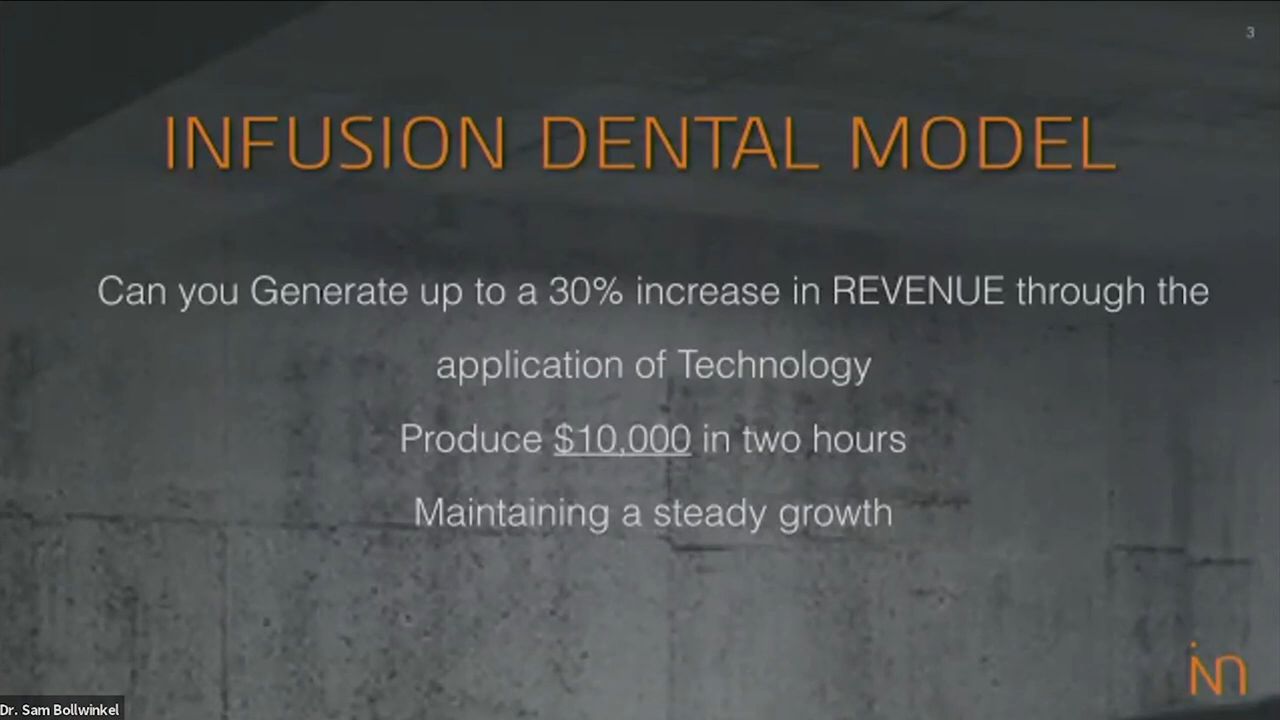 3
INFUSION DENTAL MODEL
Can you Generate up to a 30% increase in REVENUE through the
application of Technology
Produce $10,000 in two hours
Maintaining a steady growth
in
Dr. Sam Bollwinkel